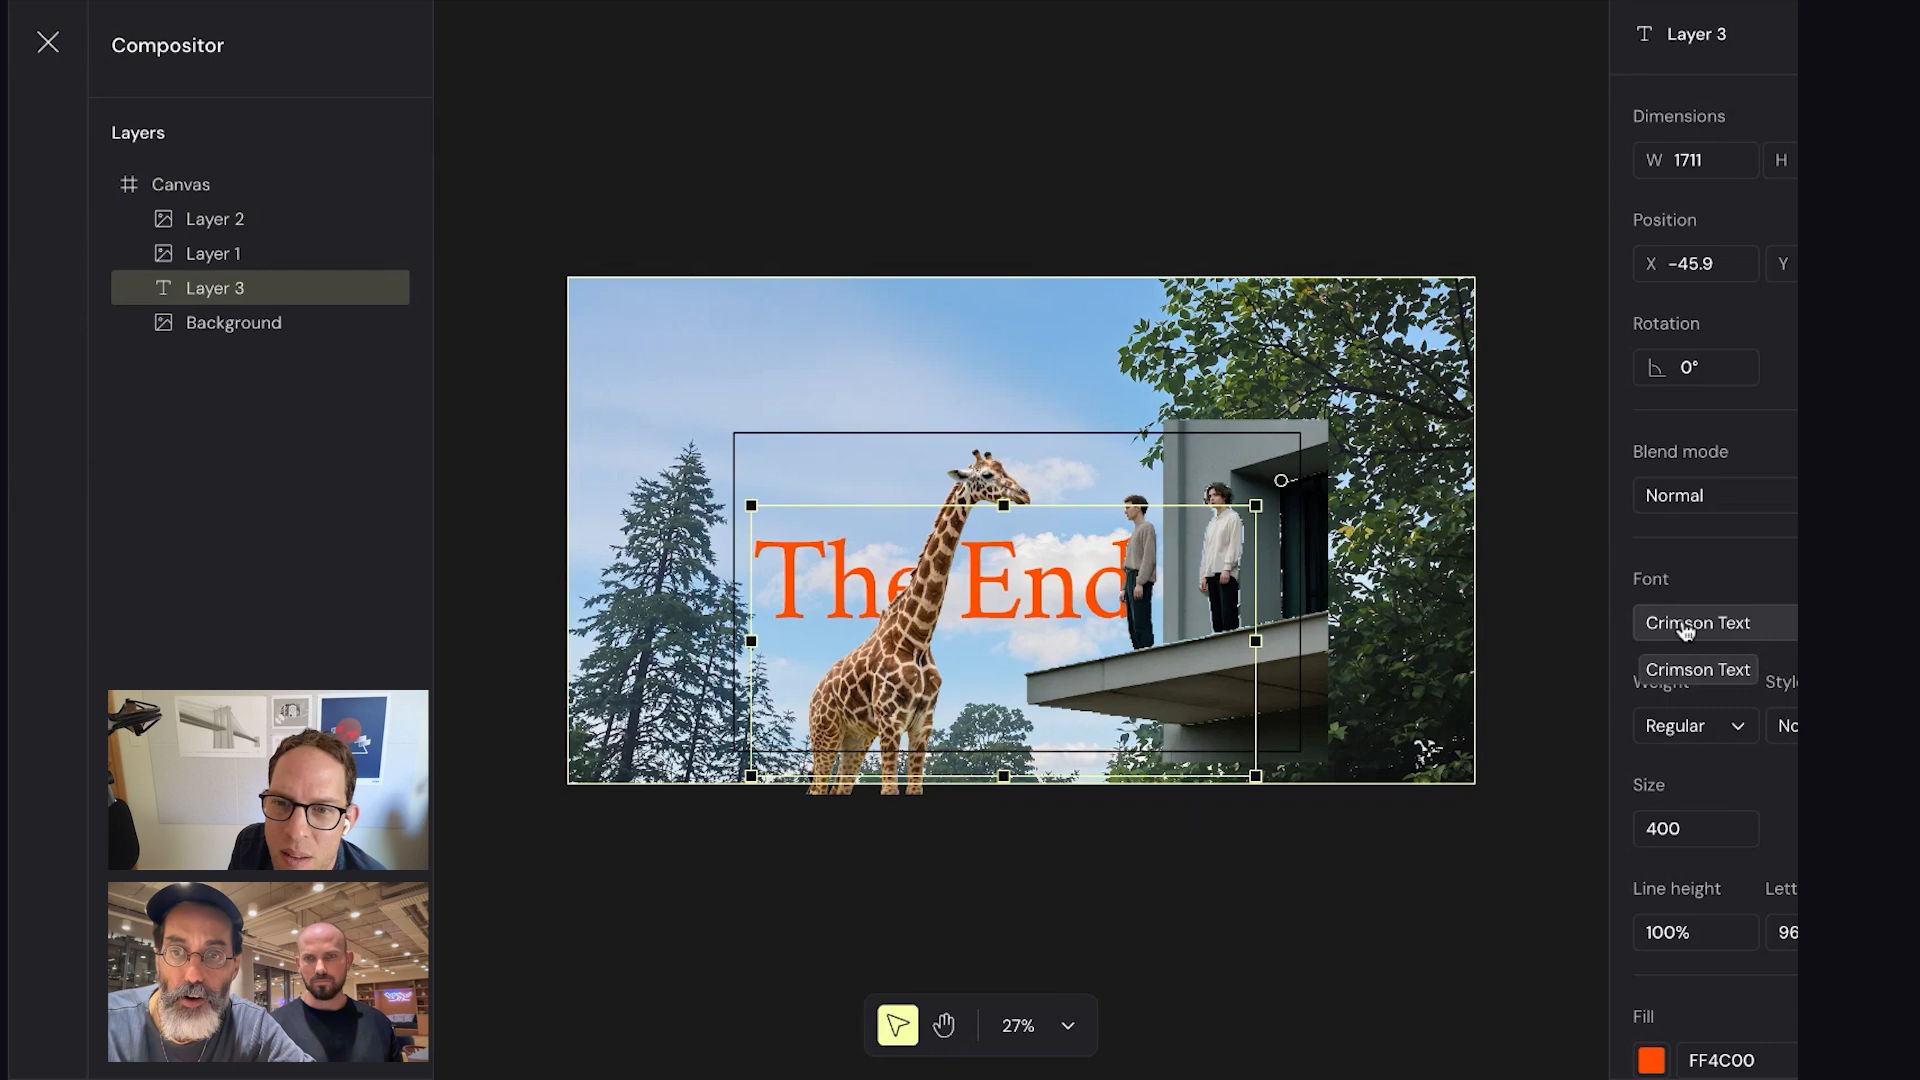 Compositor
Layers
Canvas
Layer 2
Layer 1
Layer 3
Background
The End
27%
Layer 3
Dimensions
W 1711 H
Position
X -45.9 Y
Rotation
0°
Blend mode
Normal
Font
Crimson Text
Crimson Text
Weight Styl
Regular No
Size
400
Line height Lett
100% 96
Fill
FF4C00